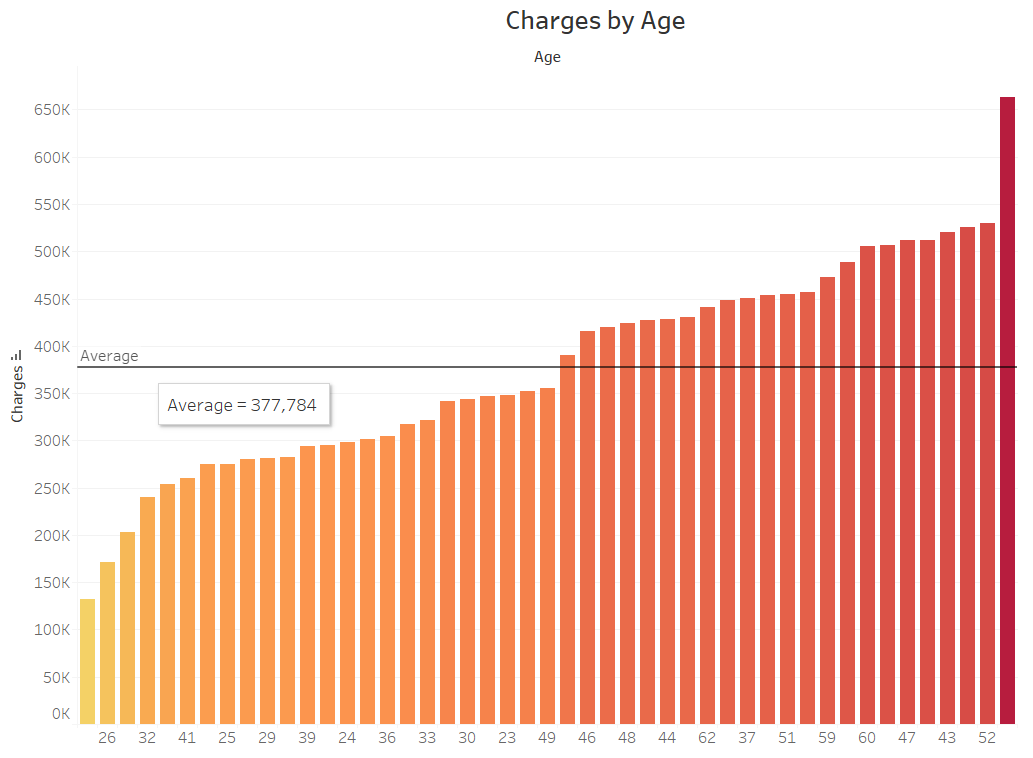 Charges by Age
Age
650K
600K
550K
500K
450K
400K
Average
350K
Average = 377,784
300K
250K
200K
150K
100K
50K
0K
Charges
26 32 41 25 29 39 24 36 33 30 23 49 46 48 44 62 37 51 59 60 47 43 52